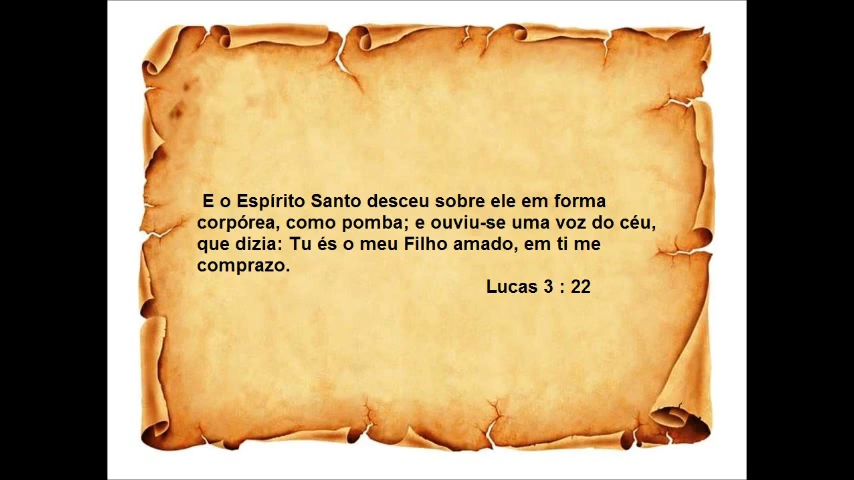 E o Espírito Santo desceu sobre ele em forma
corpórea, como pomba; e ouviu-se uma voz do céu,
que dizia: Tu és o meu Filho amado, em ti me
comprazo.
Lucas 3 : 22